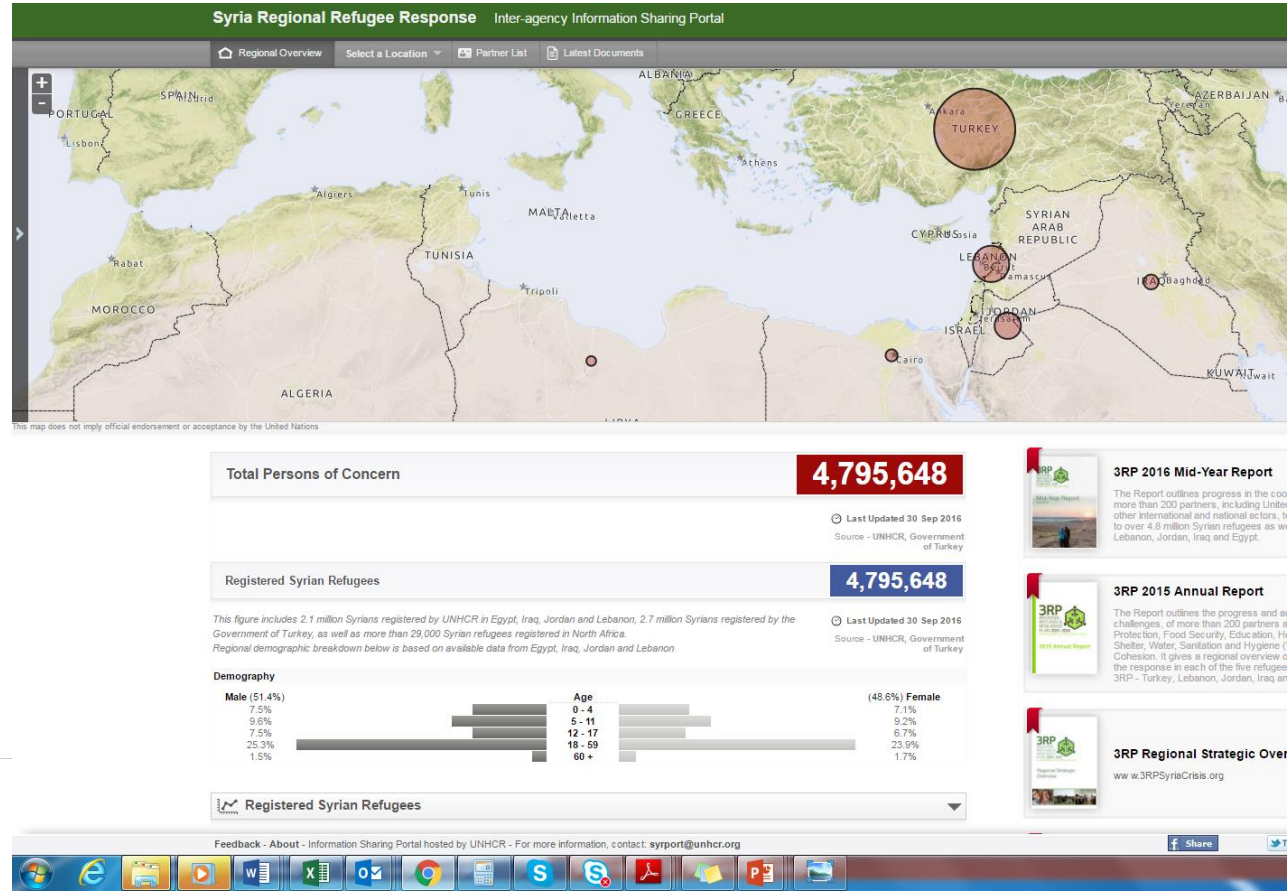 Syria Regional Refugee Response Inter-agency Information Sharing Portal
Regional Overview Select a Location Partner List Latest Documents
+
-
ALBANIA
SPAIN
PORTUGAL
GREECE
Ankara
TURKEY
AZERBAIJAN
Yerevan
Lisbon
Athens
Algiers
Tunis
MALTA
Valletta
SYRIAN
ARAB
REPUBLIC
CYPRUS
LEBANON
Beirut
Damascus
TUNISIA
Rabat
Tripoli
IRAQ Baghdad
MOROCCO
JORDAN
Jerusalem
ISRAEL
Cairo
KUWAIT
Kuwait
ALGERIA
This map does not imply official endorsement or acceptance by the United Nations
Total Persons of Concern 4,795,648
Last Updated 30 Sep 2016
Source - UNHCR, Government
of Turkey
Registered Syrian Refugees 4,795,648
This figure includes 2.1 million Syrians registered by UNHCR in Egypt, Iraq, Jordan and Lebanon, 2.7 million Syrians registered by the
Government of Turkey, as well as more than 29,000 Syrian refugees registered in North Africa.
Regional demographic breakdown below is based on available data from Egypt, Iraq, Jordan and Lebanon
Last Updated 30 Sep 2016
Source - UNHCR, Government
of Turkey
Demography
Male (51.4%) Age (48.6%) Female
7.5% 0 - 4 7.1%
9.6% 5 - 11 9.2%
7.5% 12 - 17 6.7%
25.3% 18 - 59 23.9%
1.5% 60 + 1.7%
Registered Syrian Refugees
3RP 2016 Mid-Year Report
The Report outlines progress in the coo
more than 200 partners, including Unite
other international and national actors, t
to over 4.8 million Syrian refugees as w
Lebanon, Jordan, Iraq and Egypt.
3RP 2015 Annual Report
The Report outlines the progress and a
challenges, of more than 200 partners a
Protection, Food Security, Education, H
Shelter, Water, Sanitation and Hygiene (
Cohesion. It gives a regional overview o
the response in each of the five refugee
3RP - Turkey, Lebanon, Jordan, Iraq an
3RP Regional Strategic Over
www.3RPSyriaCrisis.org
Feedback - About - Information Sharing Portal hosted by UNHCR - For more information, contact: syrport@unhcr.org
Share